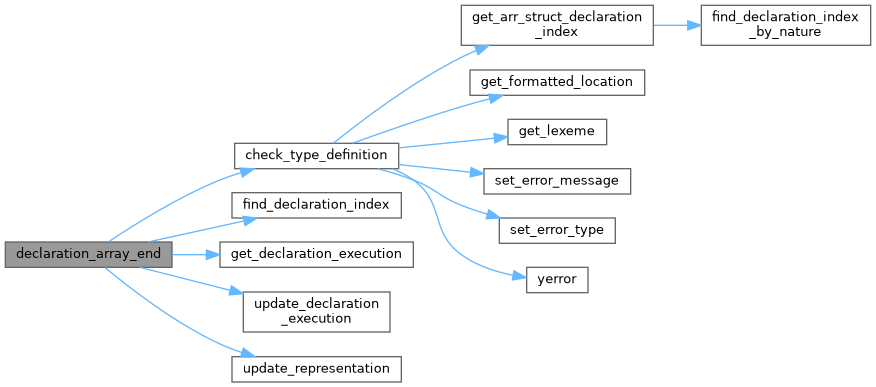 get_arr_struct_declaration
_index
find_declaration_index
_by_nature
get_formatted_location
get_lexeme
check_type_definition
set_error_message
find_declaration_index
set_error_type
declaration_array_end
get_declaration_execution
yerror
update_declaration
_execution
update_representation